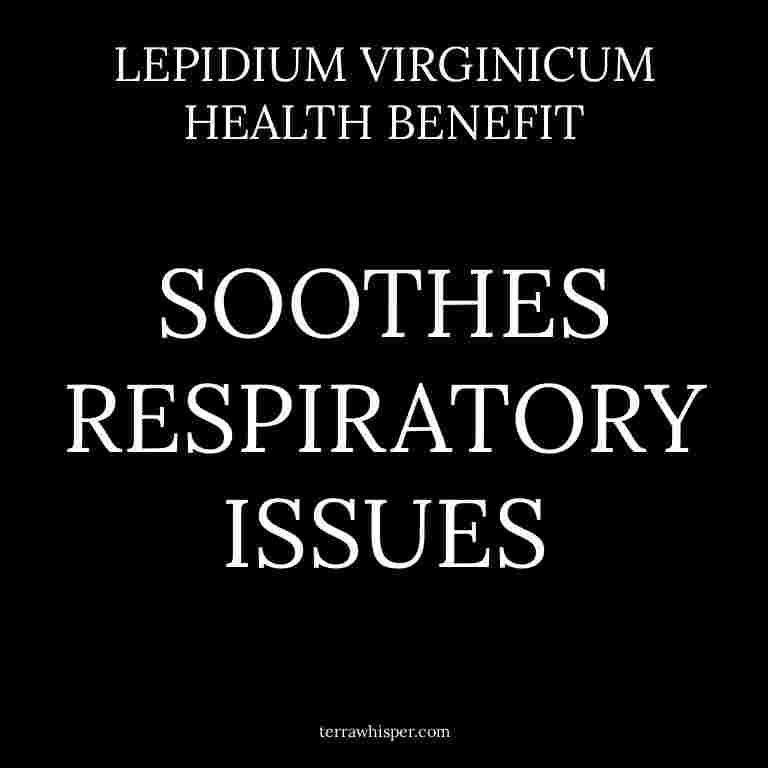 LEPIDIUM VIRGINICUM
HEALTH BENEFIT
SOOTHES
RESPIRATORY
ISSUES
terrawhisper.com